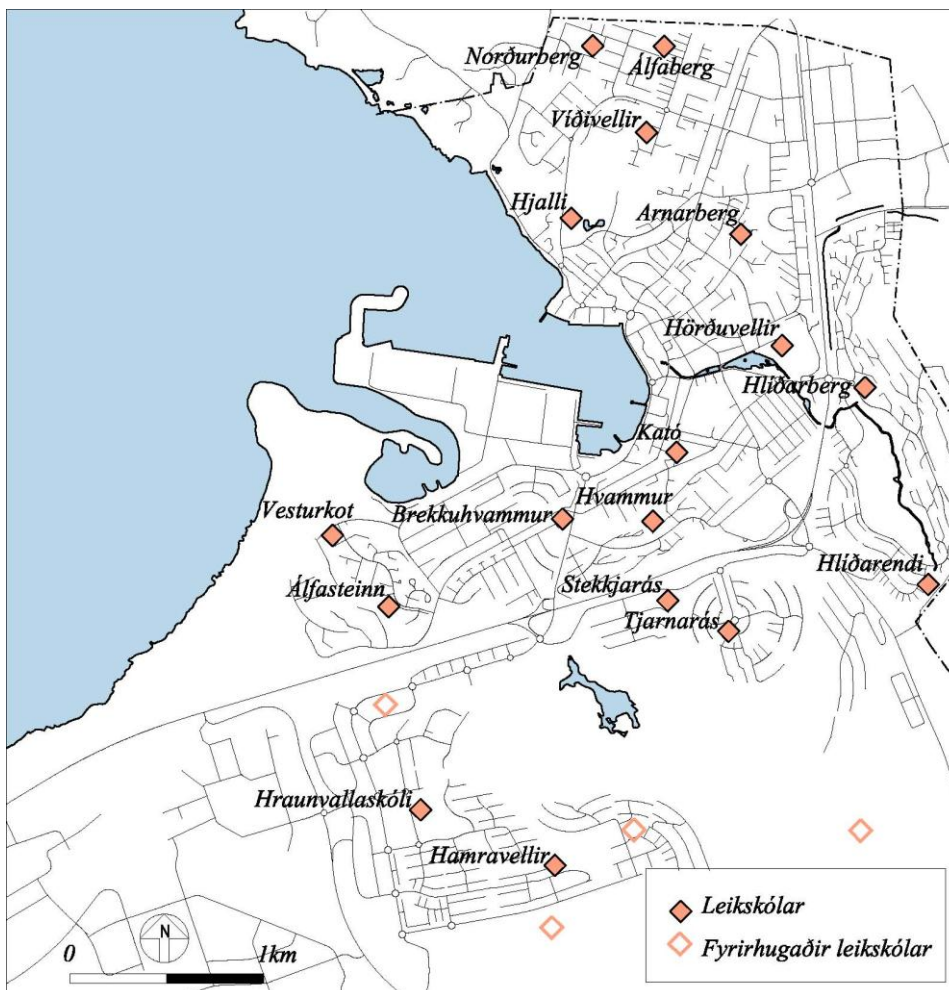 Norðurberg
Álfaberg
Víðivellir
Hjalli
Arnarberg
Hörðuvellir
Hlíðarberg
Kató
Hvammur
Brekkuhvammur
Vesturkot
Hlíðarendi
Stekkjarás
Álfasteinn
Tjarnarás
Hraunvallaskóli
Hamravellir
Leikskólar
Fyrirhugaðir leikskólar
N
0 1km